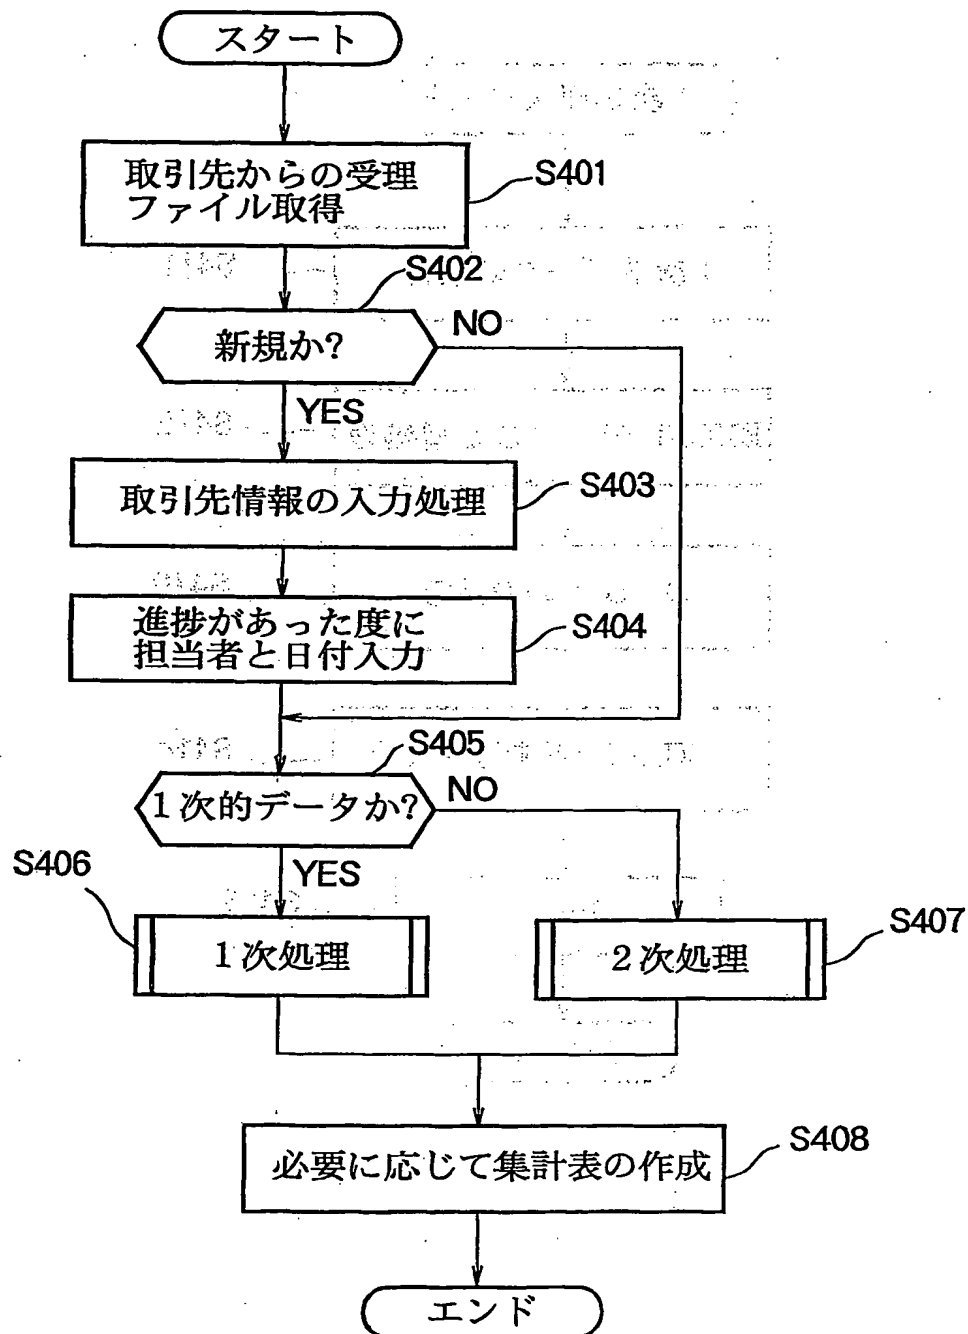 スタート
取引先からの受理
ファイル取得
S401
S402
新規か?
NO
YES
取引先情報の入力処理
S403
進捗があった度に
担当者と日付入力
S404
S405
1次的データか?
NO
YES
S406
1次処理
S407
2次処理
S408
必要に応じて集計表の作成
エンド